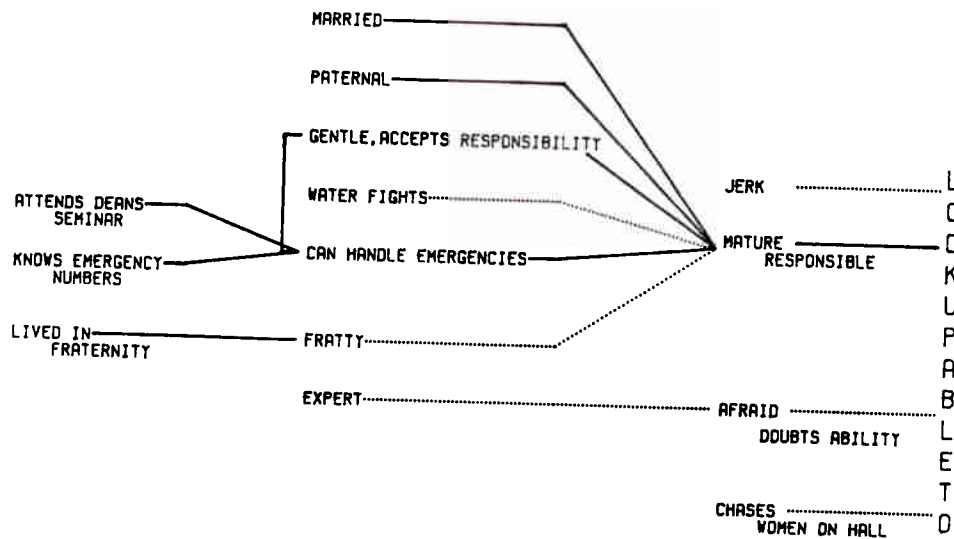 MARRIED
PATERNAL
GENTLE, ACCEPTS RESPONSIBILITY
WATER FIGHTS
ATTENDS DEANS
SEMINAR
CAN HANDLE EMERGENCIES
KNOWS EMERGENCY
NUMBERS
LIVED IN
FRATERNITY
FRATTY
EXPERT
JERK
MATURE
RESPONSIBLE
AFRAID
DOUBTS ABILITY
CHASES
WOMEN ON HALL
L
O
O
K
U
P
A
B
L
E
T
O